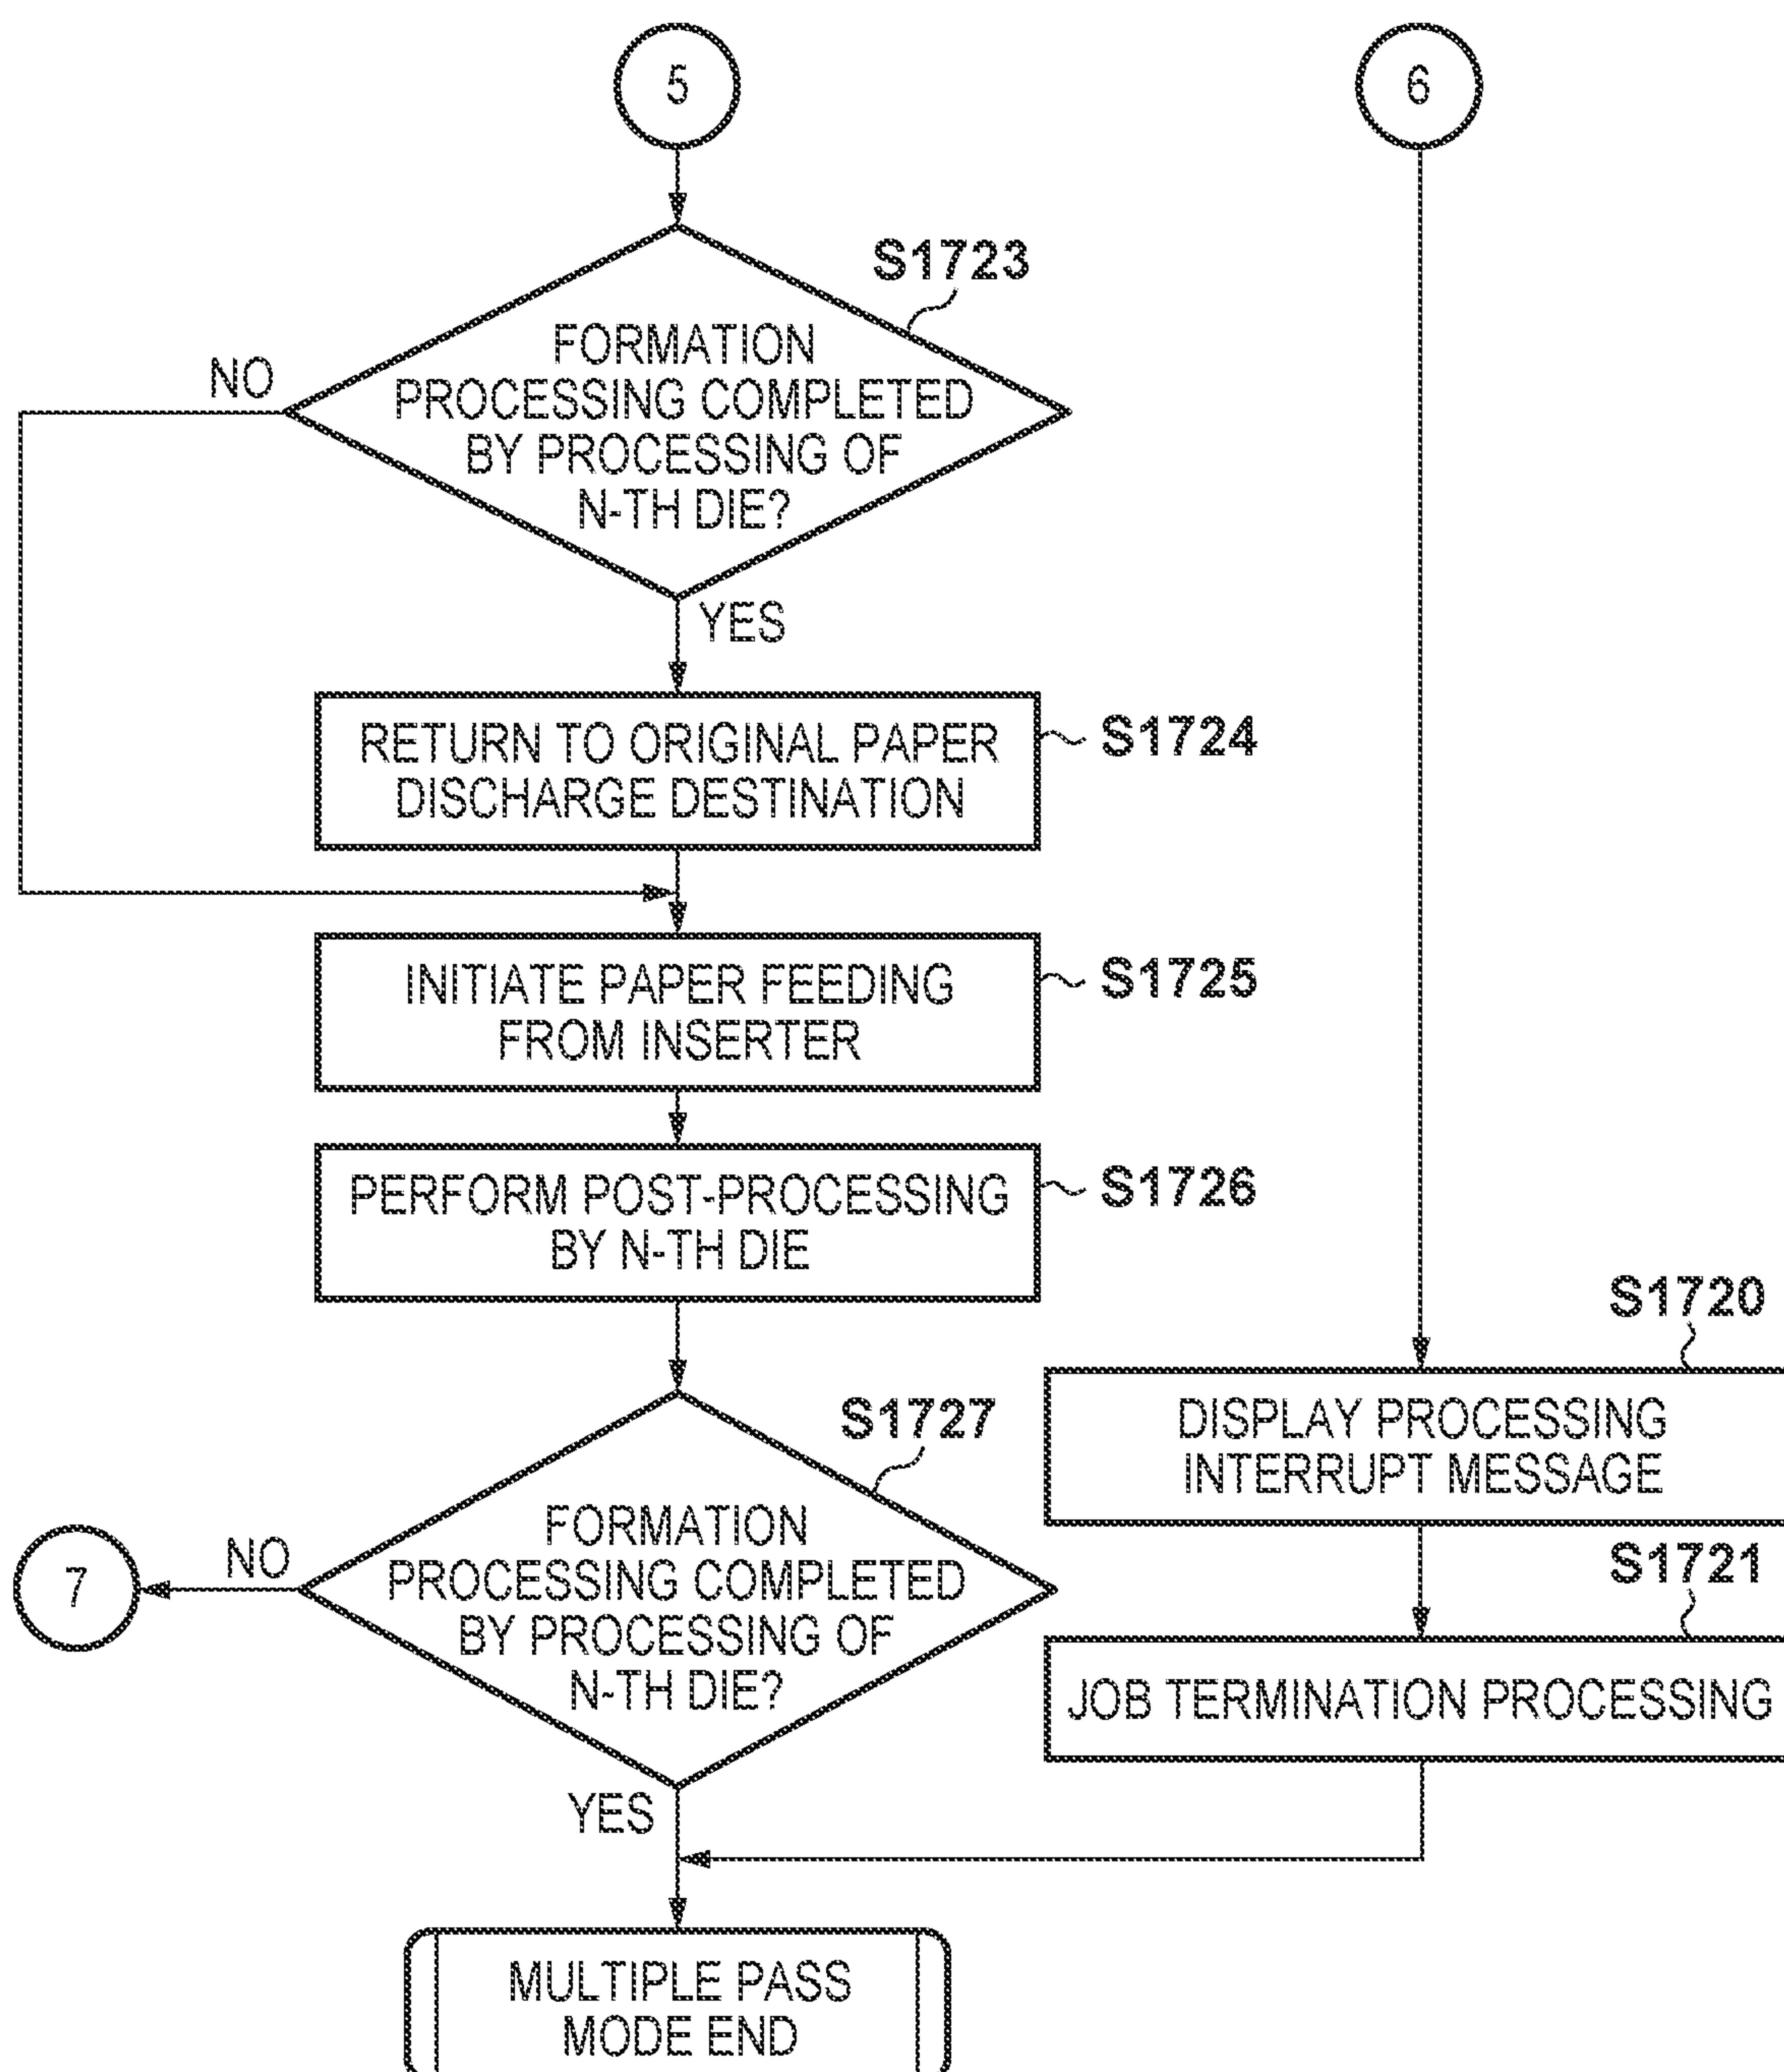 5
6
S1723
NO
FORMATION
PROCESSING COMPLETED
BY PROCESSING OF
N-TH DIE?
YES
RETURN TO ORIGINAL PAPER
DISCHARGE DESTINATION
S1724
INITIATE PAPER FEEDING
FROM INSERTER
S1725
PERFORM POST-PROCESSING
BY N-TH DIE
S1726
S1720
DISPLAY PROCESSING
INTERRUPT MESSAGE
S1727
FORMATION
PROCESSING COMPLETED
BY PROCESSING OF
N-TH DIE?
NO
7
S1721
JOB TERMINATION PROCESSING
YES
MULTIPLE PASS
MODE END